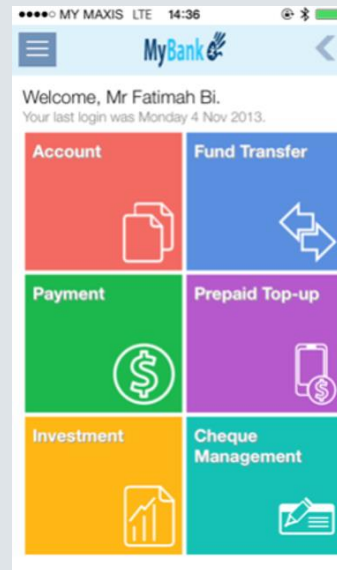 MY MAXIS LTE 14:36
MyBank
Welcome, Mr Fatimah Bi.
Your last login was Monday 4 Nov 2013.
Account
Fund Transfer
Payment
Prepaid Top-up
Investment
Cheque
Management